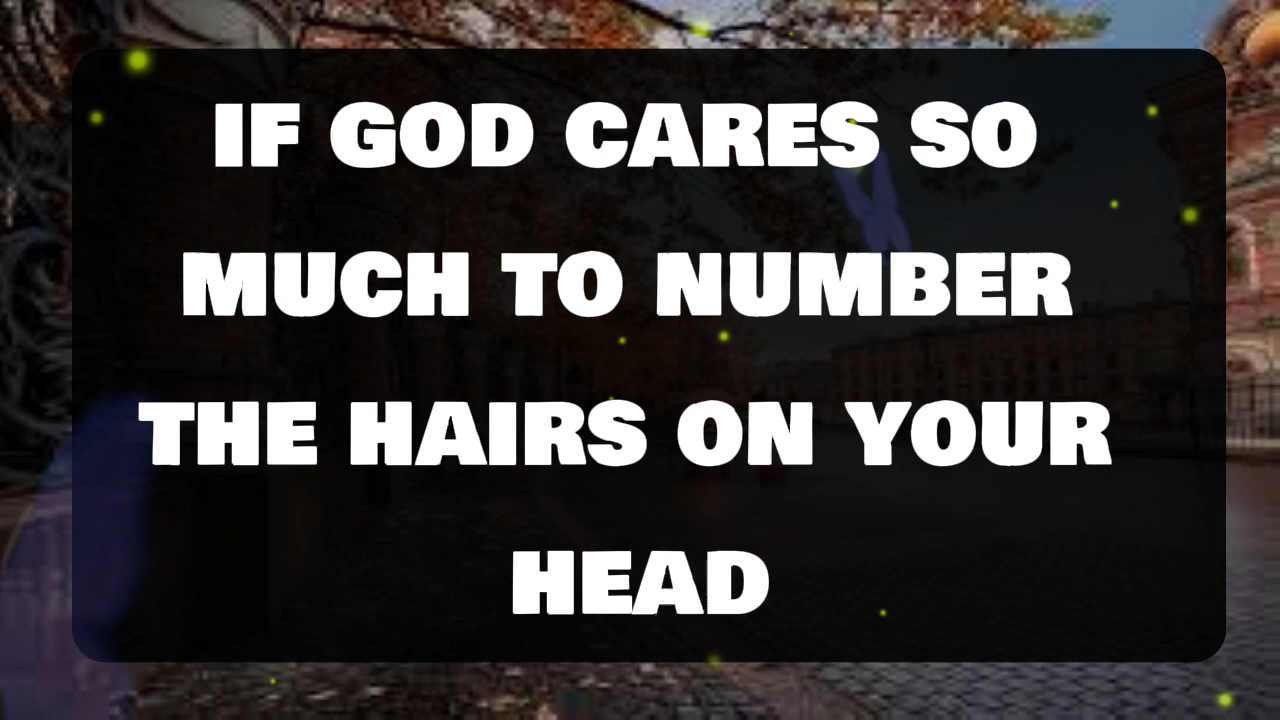 IF GOD CARES SO
MUCH TO NUMBER
THE HAIRS ON YOUR
HEAD